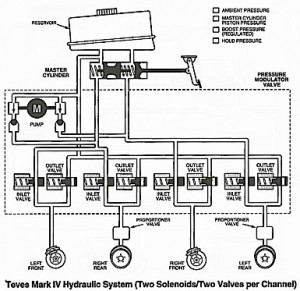 RESERVOIR
AMBIENT PRESSURE
MASTER CYLINDER
PISTON PRESSURE
BOOST PRESSURE
(REGULATED)
HOLD PRESSURE
MASTER
CYLINDER
PRESSURE
MODULATOR
VALVE
M
PUMP
OUTLET
VALVE
OUTLET
VALVE
OUTLET
VALVE
OUTLET
VALVE
INLET
VALVE
INLET
VALVE
INLET
VALVE
INLET
VALVE
PROPORTIONER
VALVE
PROPORTIONER
VALVE
LEFT
FRONT
RIGHT
REAR
RIGHT
FRONT
LEFT
REAR
Teves Mark IV Hydraulic System (Two Solenoids/Two Valves per Channel)